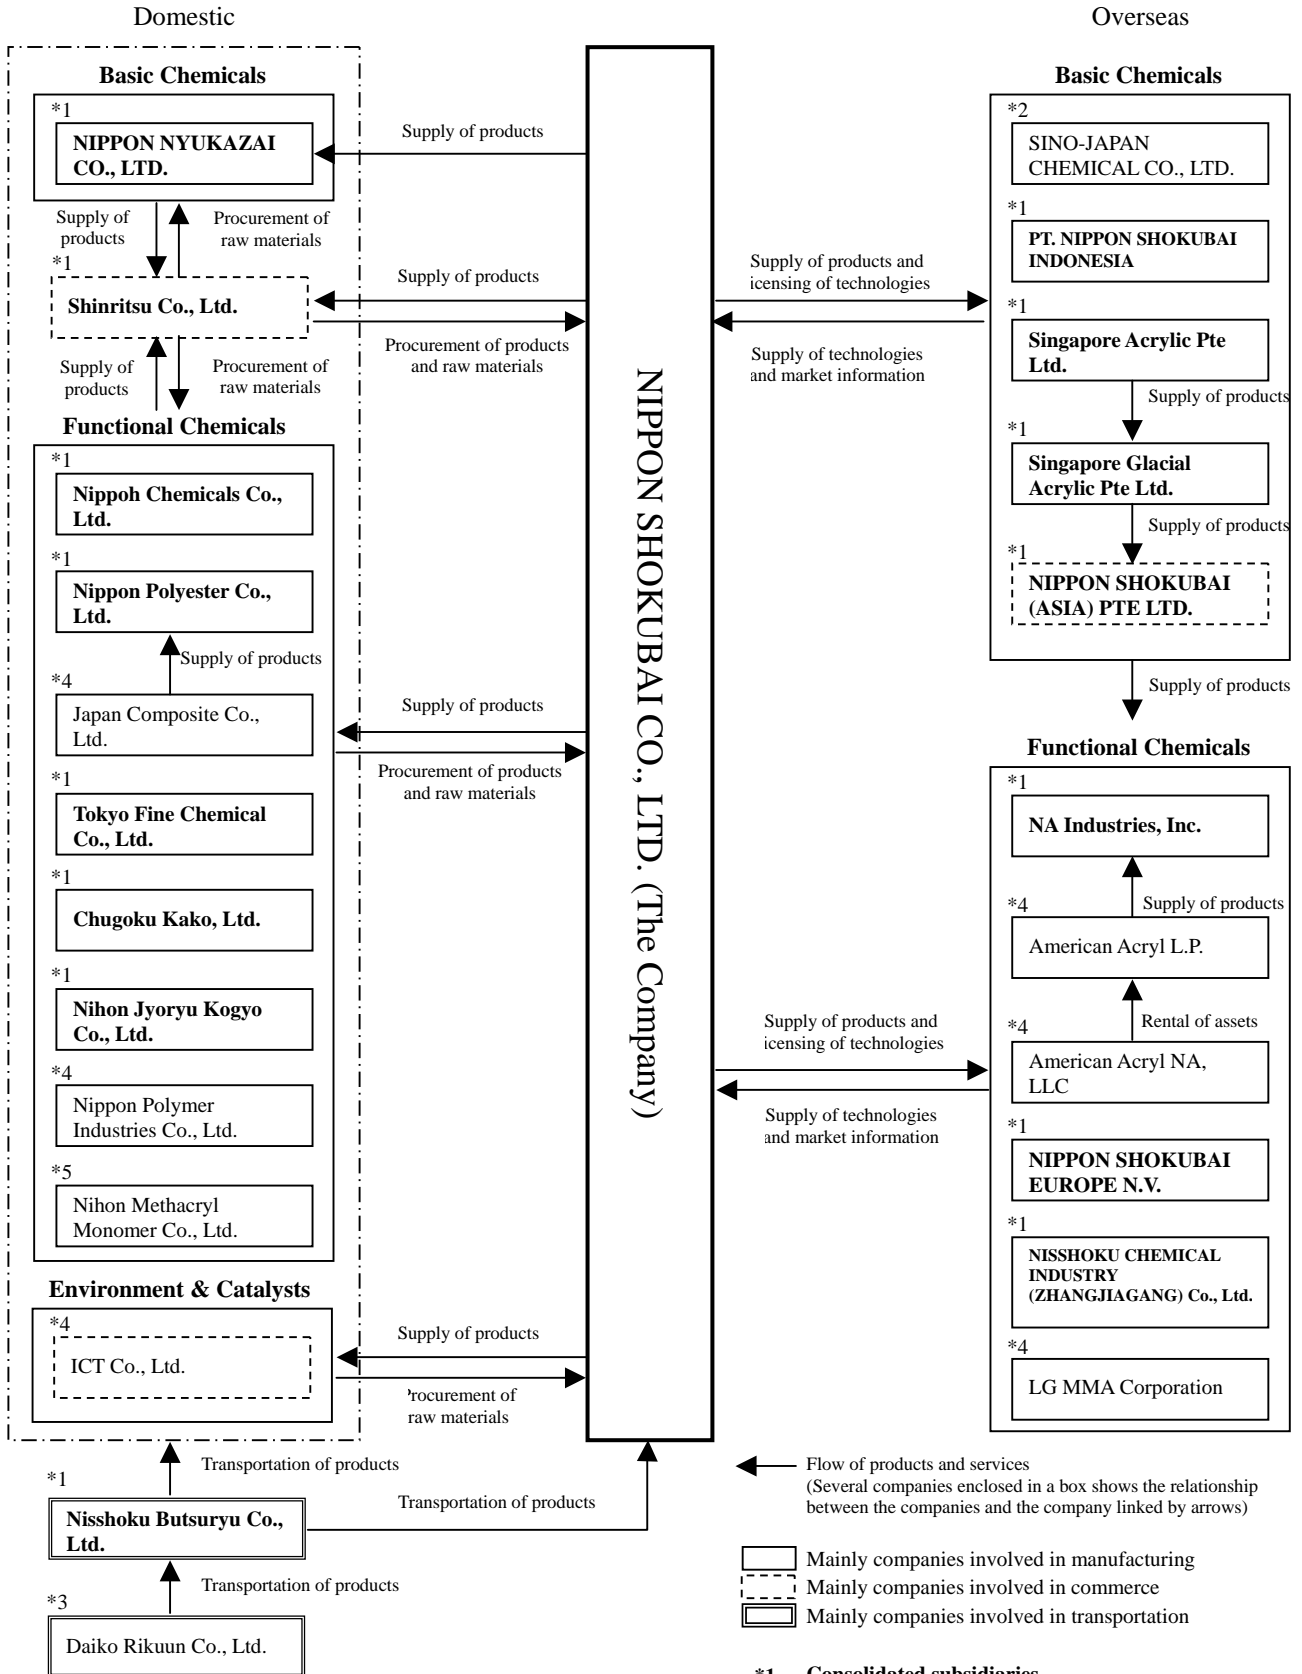 Domestic
Basic Chemicals
*1
NIPPON NYUKAZAI
CO., LTD.
Supply of
products
Procurement of
raw materials
*1
Shinritsu Co., Ltd.
Supply of
products
Procurement of
raw materials
Functional Chemicals
*1
Nippoh Chemicals Co.,
Ltd.
*1
Nippon Polyester Co.,
Ltd.
Supply of products
*4
Japan Composite Co.,
Ltd.
*1
Tokyo Fine Chemical
Co., Ltd.
*1
Chugoku Kako, Ltd.
*1
Nihon Jyoryu Kogyo
Co., Ltd.
*4
Nippon Polymer
Industries Co., Ltd.
*5
Nihon Methacryl
Monomer Co., Ltd.
Environment & Catalysts
*4
ICT Co., Ltd.
Transportation of products
*1
Nisshoku Butsuryu Co.,
Ltd.
Transportation of products
*3
Daiko Rikuun Co., Ltd.
Supply of products
Supply of products
Procurement of products
and raw materials
Supply of products
Procurement of products
and raw materials
Supply of products
rocurement of
raw materials
Transportation of products
NIPPON SHOKUBAI CO., LTD. (The Company)
Supply of products and
icensing of technologies
Supply of technologies
and market information
Supply of products and
icensing of technologies
Supply of technologies
and market information
Overseas
Basic Chemicals
*2
SINO-JAPAN
CHEMICAL CO., LTD.
*1
PT. NIPPON SHOKUBAI
INDONESIA
*1
Singapore Acrylic Pte
Ltd.
Supply of products
*1
Singapore Glacial
Acrylic Pte Ltd.
Supply of products
*1
NIPPON SHOKUBAI
(ASIA) PTE LTD.
Supply of products
Functional Chemicals
*1
NA Industries, Inc.
Supply of products
*4
American Acryl L.P.
Rental of assets
*4
American Acryl NA,
LLC
*1
NIPPON SHOKUBAI
EUROPE N.V.
*1
NISSHOKU CHEMICAL
INDUSTRY
(ZHANGJIAGANG) Co., Ltd.
*4
LG MMA Corporation
Flow of products and services
(Several companies enclosed in a box shows the relationship
between the companies and the company linked by arrows)
Mainly companies involved in manufacturing
Mainly companies involved in commerce
Mainly companies involved in transportation
*1 Consolidated subsidiaries